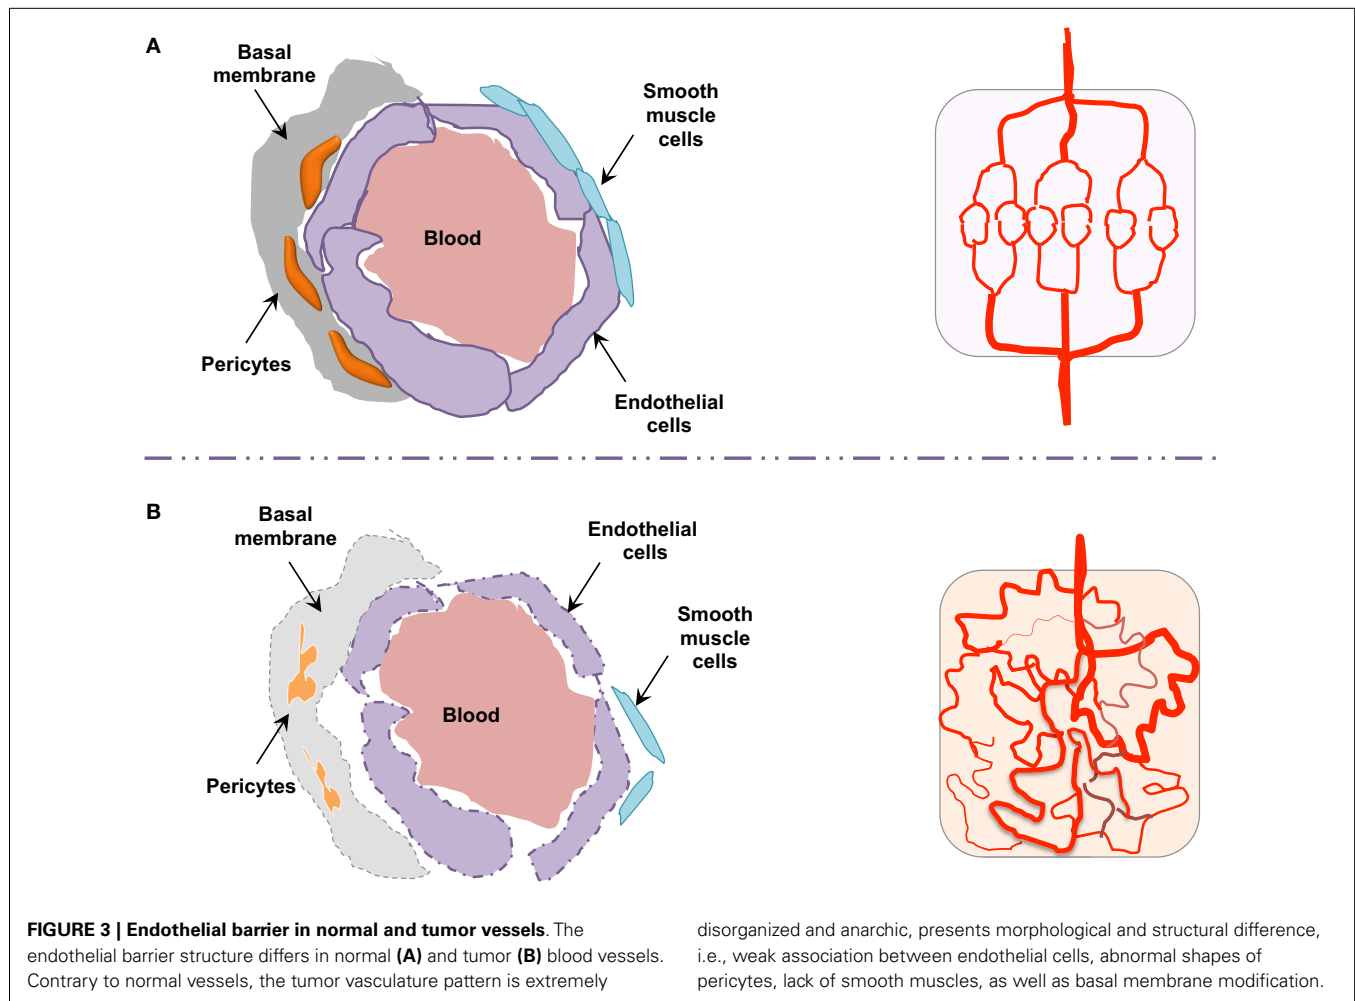 A
Basal
membrane
Smooth
muscle
cells
Blood
Pericytes
Endothelial
cells
B
Basal
membrane
Endothelial
cells
Smooth
muscle
cells
Blood
Pericytes
FIGURE 3 | Endothelial barrier in normal and tumor vessels. The
endothelial barrier structure differs in normal (A) and tumor (B) blood vessels.
Contrary to normal vessels, the tumor vasculature pattern is extremely
disorganized and anarchic, presents morphological and structural difference,
i.e., weak association between endothelial cells, abnormal shapes of
pericytes, lack of smooth muscles, as well as basal membrane modification.